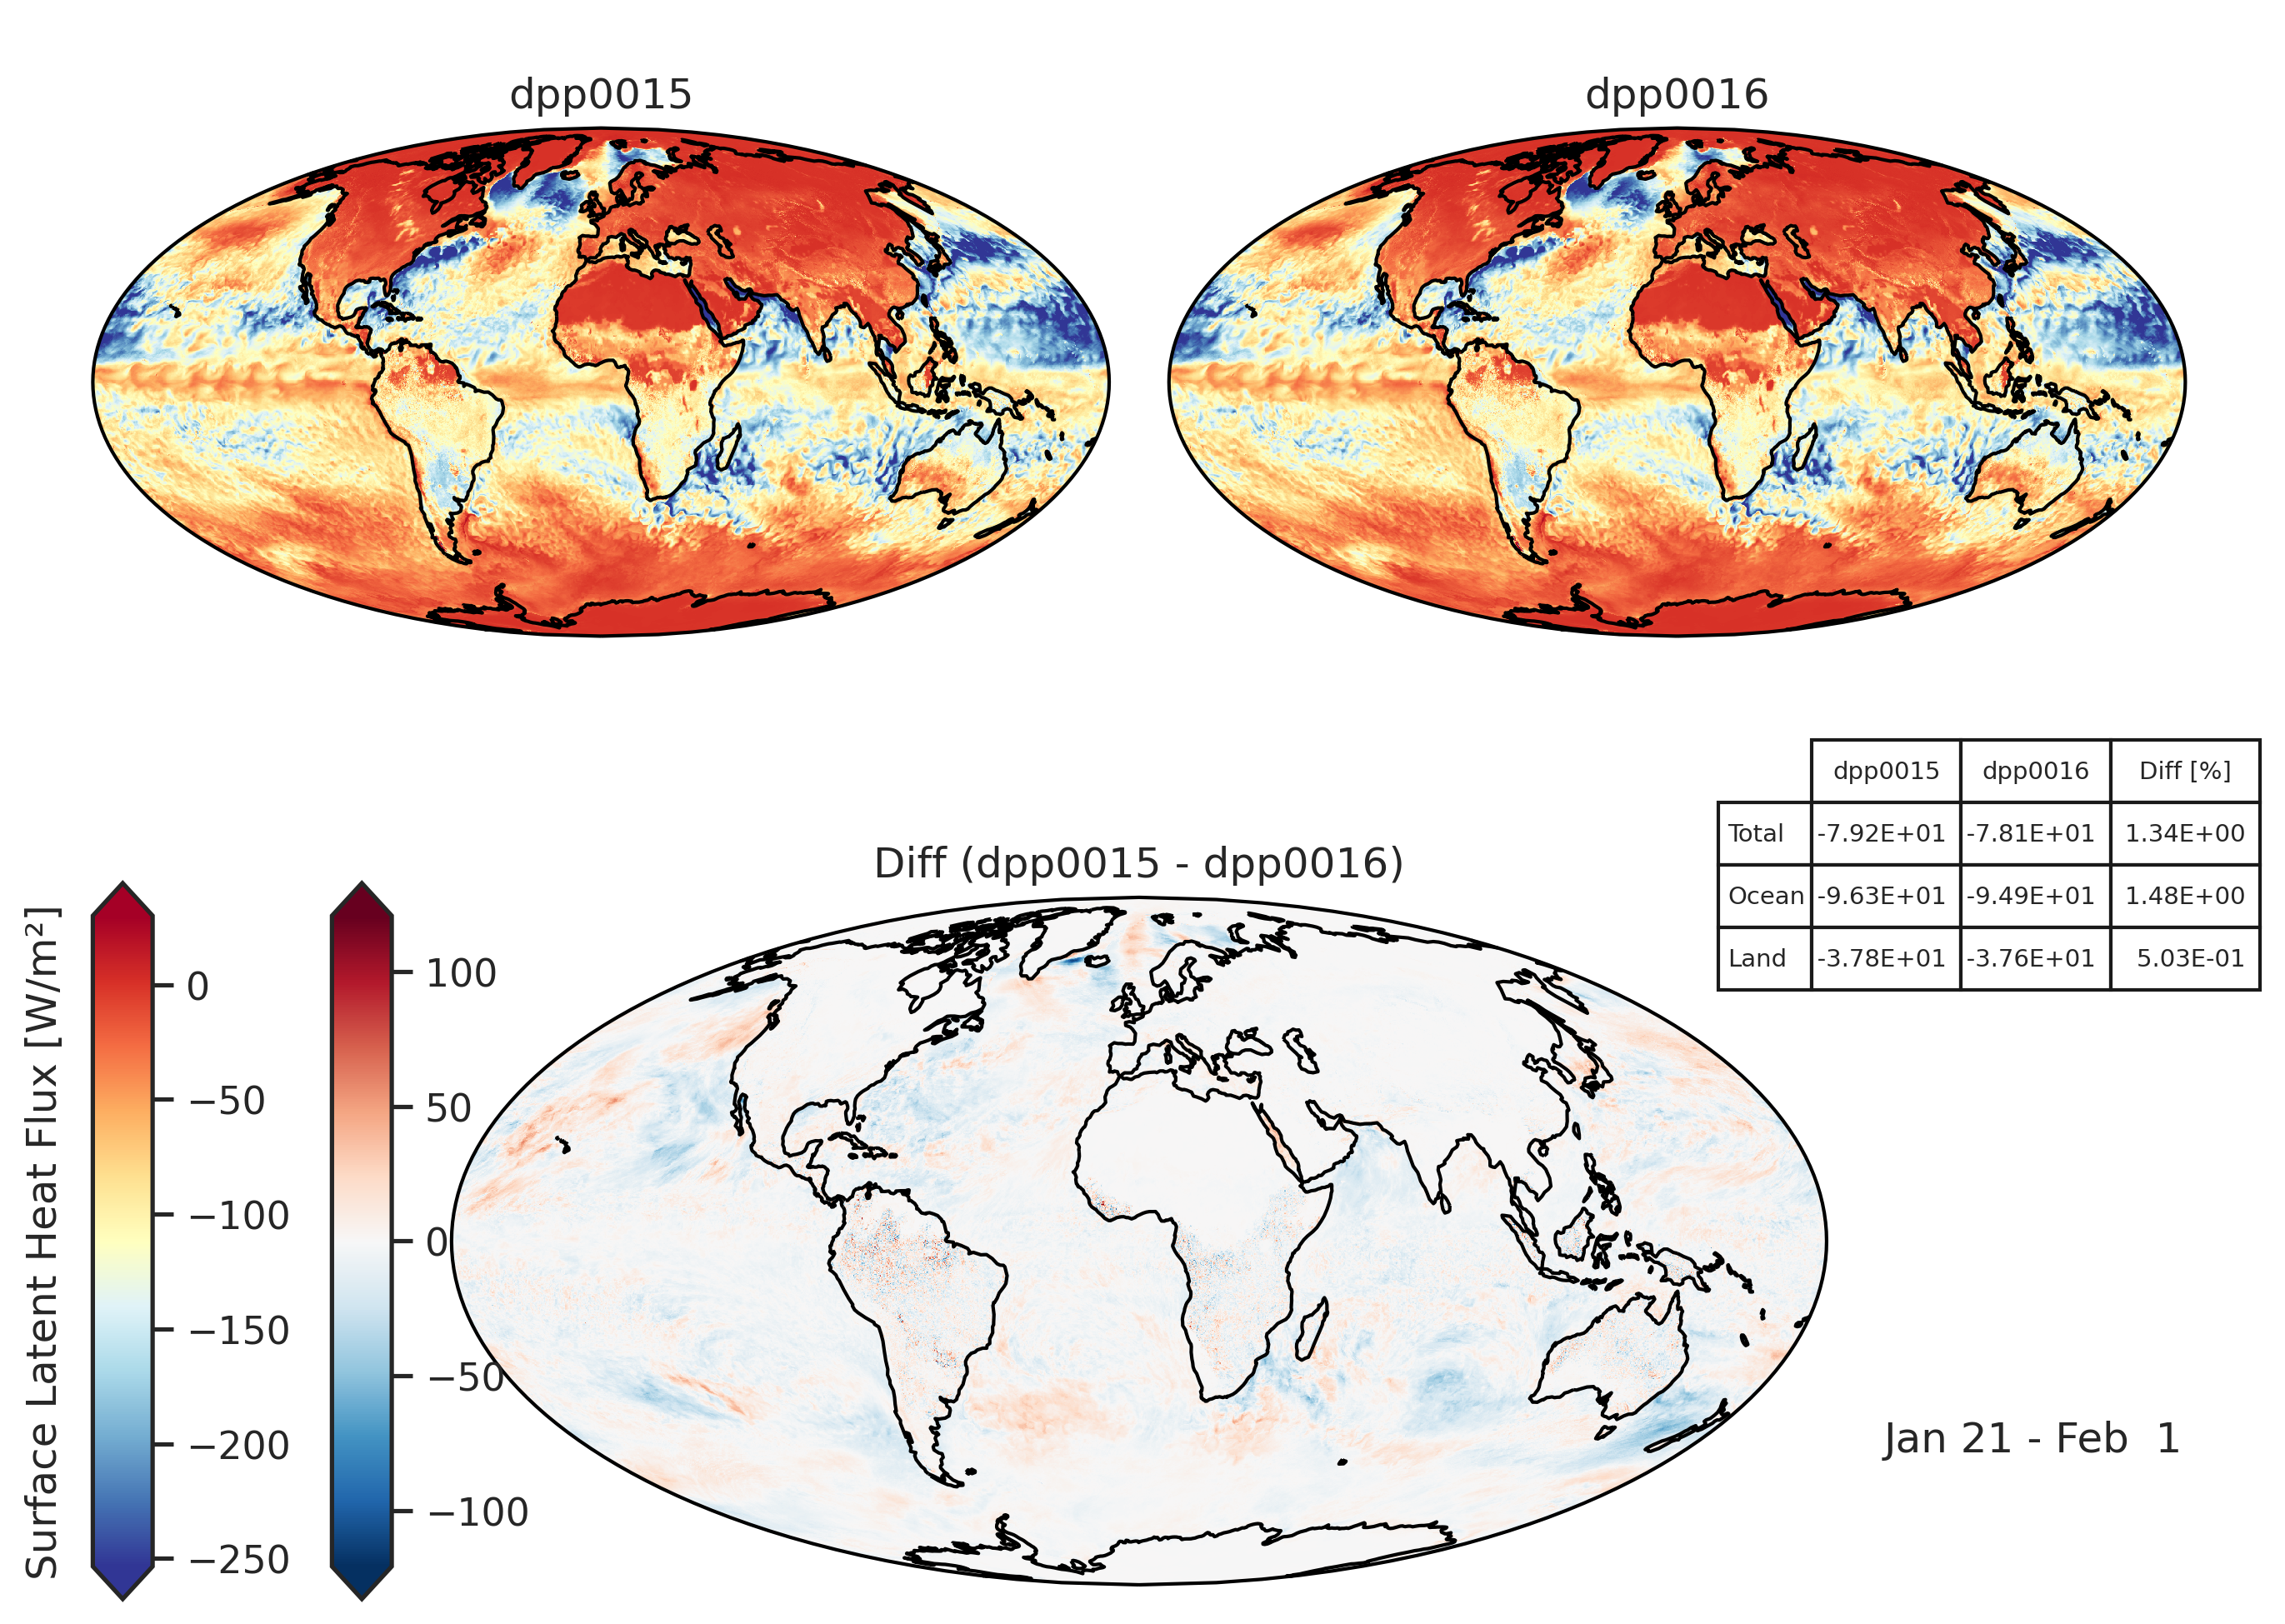 dpp0015
dpp0016
dpp0015 dpp0016 Diff [%]
Total -7.92E+01 -7.81E+01 1.34E+00
Ocean -9.63E+01 -9.49E+01 1.48E+00
Land -3.78E+01 -3.76E+01 5.03E-01
Diff (dpp0015 - dpp0016)
Surface Latent Heat Flux [W/m²]
0
−50
−100
−150
−200
−250
100
50
0
−50
−100
Jan 21 - Feb  1